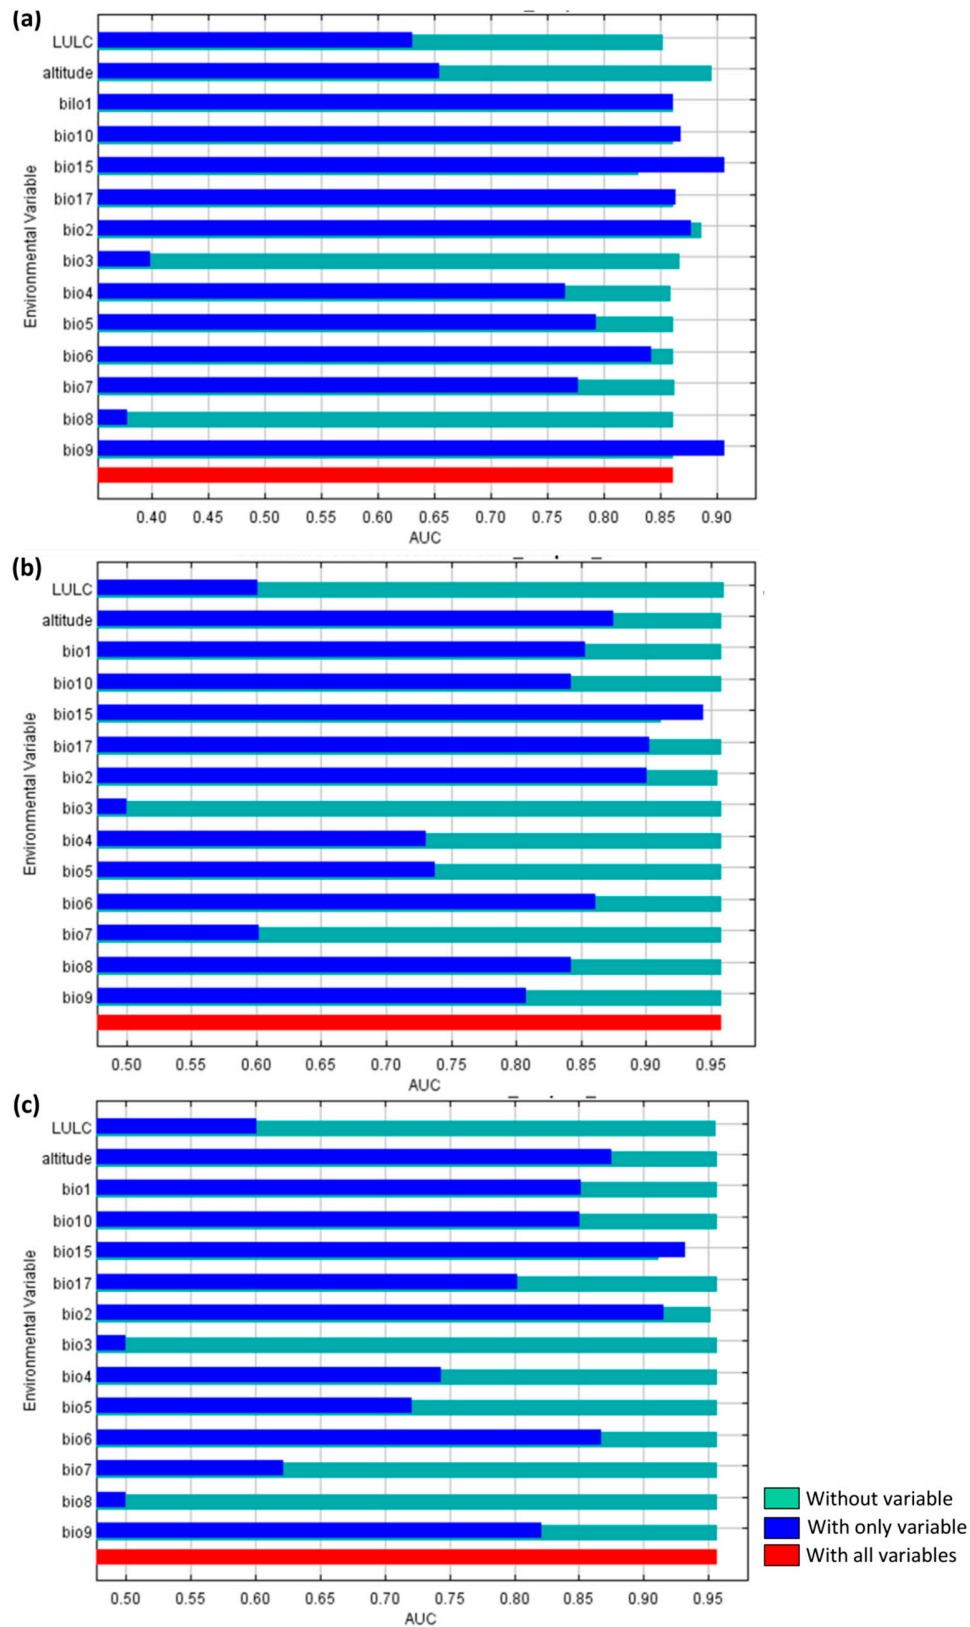 (a)
LULC
altitude
bilo1
bio10
bio15
bio17
bio2
bio3
bio4
bio5
bio6
bio7
bio8
bio9
Environmental Variable
0.40 0.45 0.50 0.55 0.60 0.65 0.70 0.75 0.80 0.85 0.90
AUC
(b)
LULC
altitude
bio1
bio10
bio15
bio17
bio2
bio3
bio4
bio5
bio6
bio7
bio8
bio9
Environmental Variable
0.50 0.55 0.60 0.65 0.70 0.75 0.80 0.85 0.90 0.95
AUC
(c)
LULC
altitude
bio1
bio10
bio15
bio17
bio2
bio3
bio4
bio5
bio6
bio7
bio8
bio9
Environmental Variable
0.50 0.55 0.60 0.65 0.70 0.75 0.80 0.85 0.90 0.95
AUC
Without variable
With only variable
With all variables